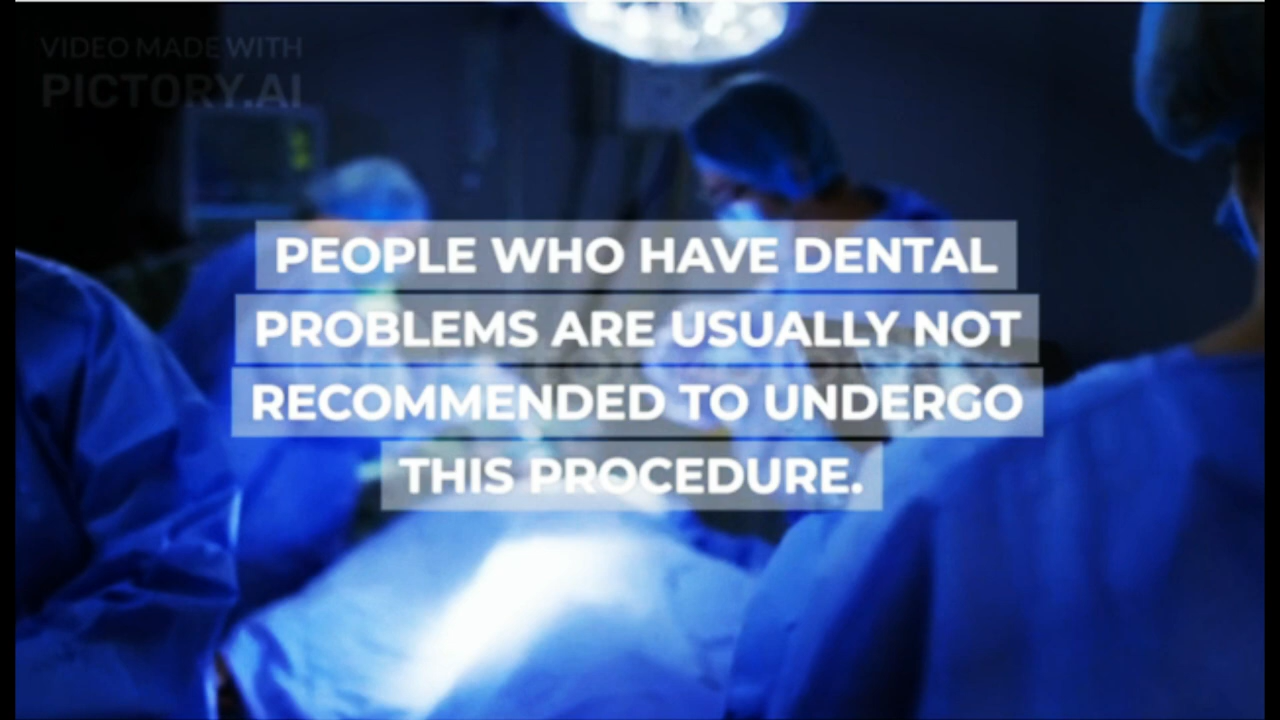 VIDEO MADE WITH
PICTORY.AI
PEOPLE WHO HAVE DENTAL
PROBLEMS ARE USUALLY NOT
RECOMMENDED TO UNDERGO
THIS PROCEDURE.